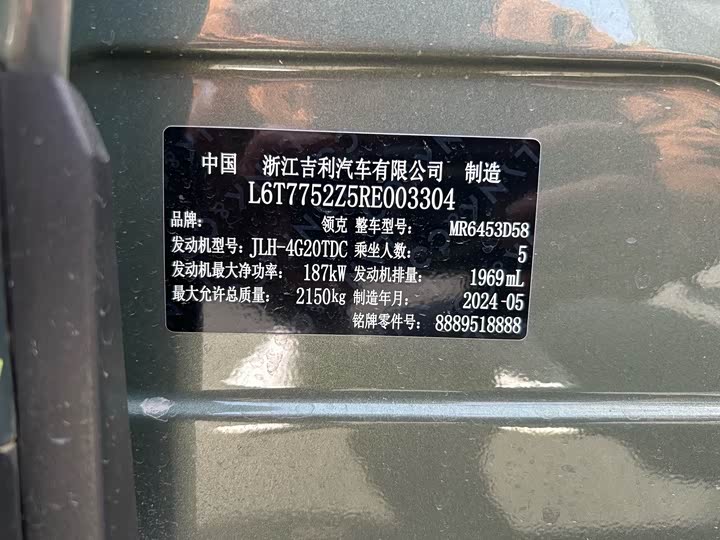 中国 浙江吉利汽车有限公司 制造
L6T7752Z5RE003304
品牌: 领克 整车型号: MR6453D58
发动机型号: JLH-4G20TDC 乘坐人数: 5
发动机最大净功率: 187kW 发动机排量: 1969mL
最大允许总质量: 2150kg 制造年月: 2024-05
铭牌零件号: 8889518888